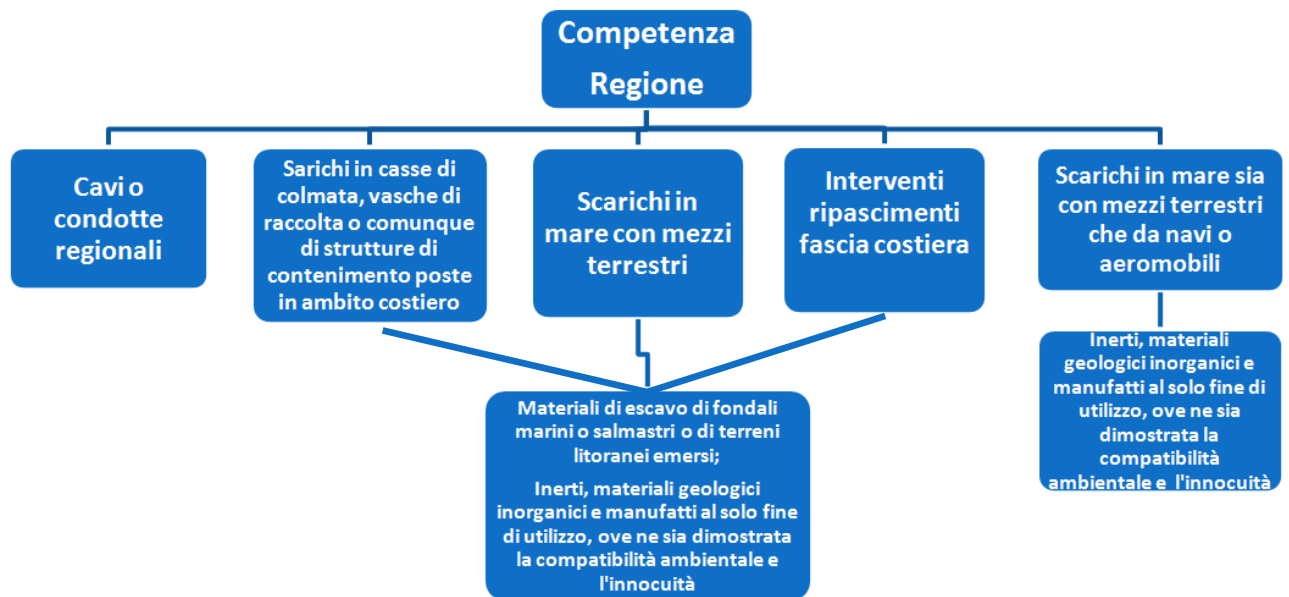 Competenza
Regione
Cavi o
condotte
regionali
Sarichi in casse di
colmata, vasche di
raccolta o comunque
di strutture di
contenimento poste
in ambito costiero
Scarichi in
mare con mezzi
terrestri
Interventi
ripascimenti
fascia costiera
Scarichi in mare sia
con mezzi terrestri
che da navi o
aeromobili
Materiali di escavo di fondali
marini o salmastri o di terreni
litoranei emersi;
Inerti, materiali geologici
inorganici e manufatti al solo fine
di utilizzo, ove ne sia dimostrata
la compatibilità ambientale e
l'innocuità
Inerti, materiali
geologici inorganici e
manufatti al solo fine di
utilizzo, ove ne sia
dimostrata la
compatibilità
ambientale e l'innocuità